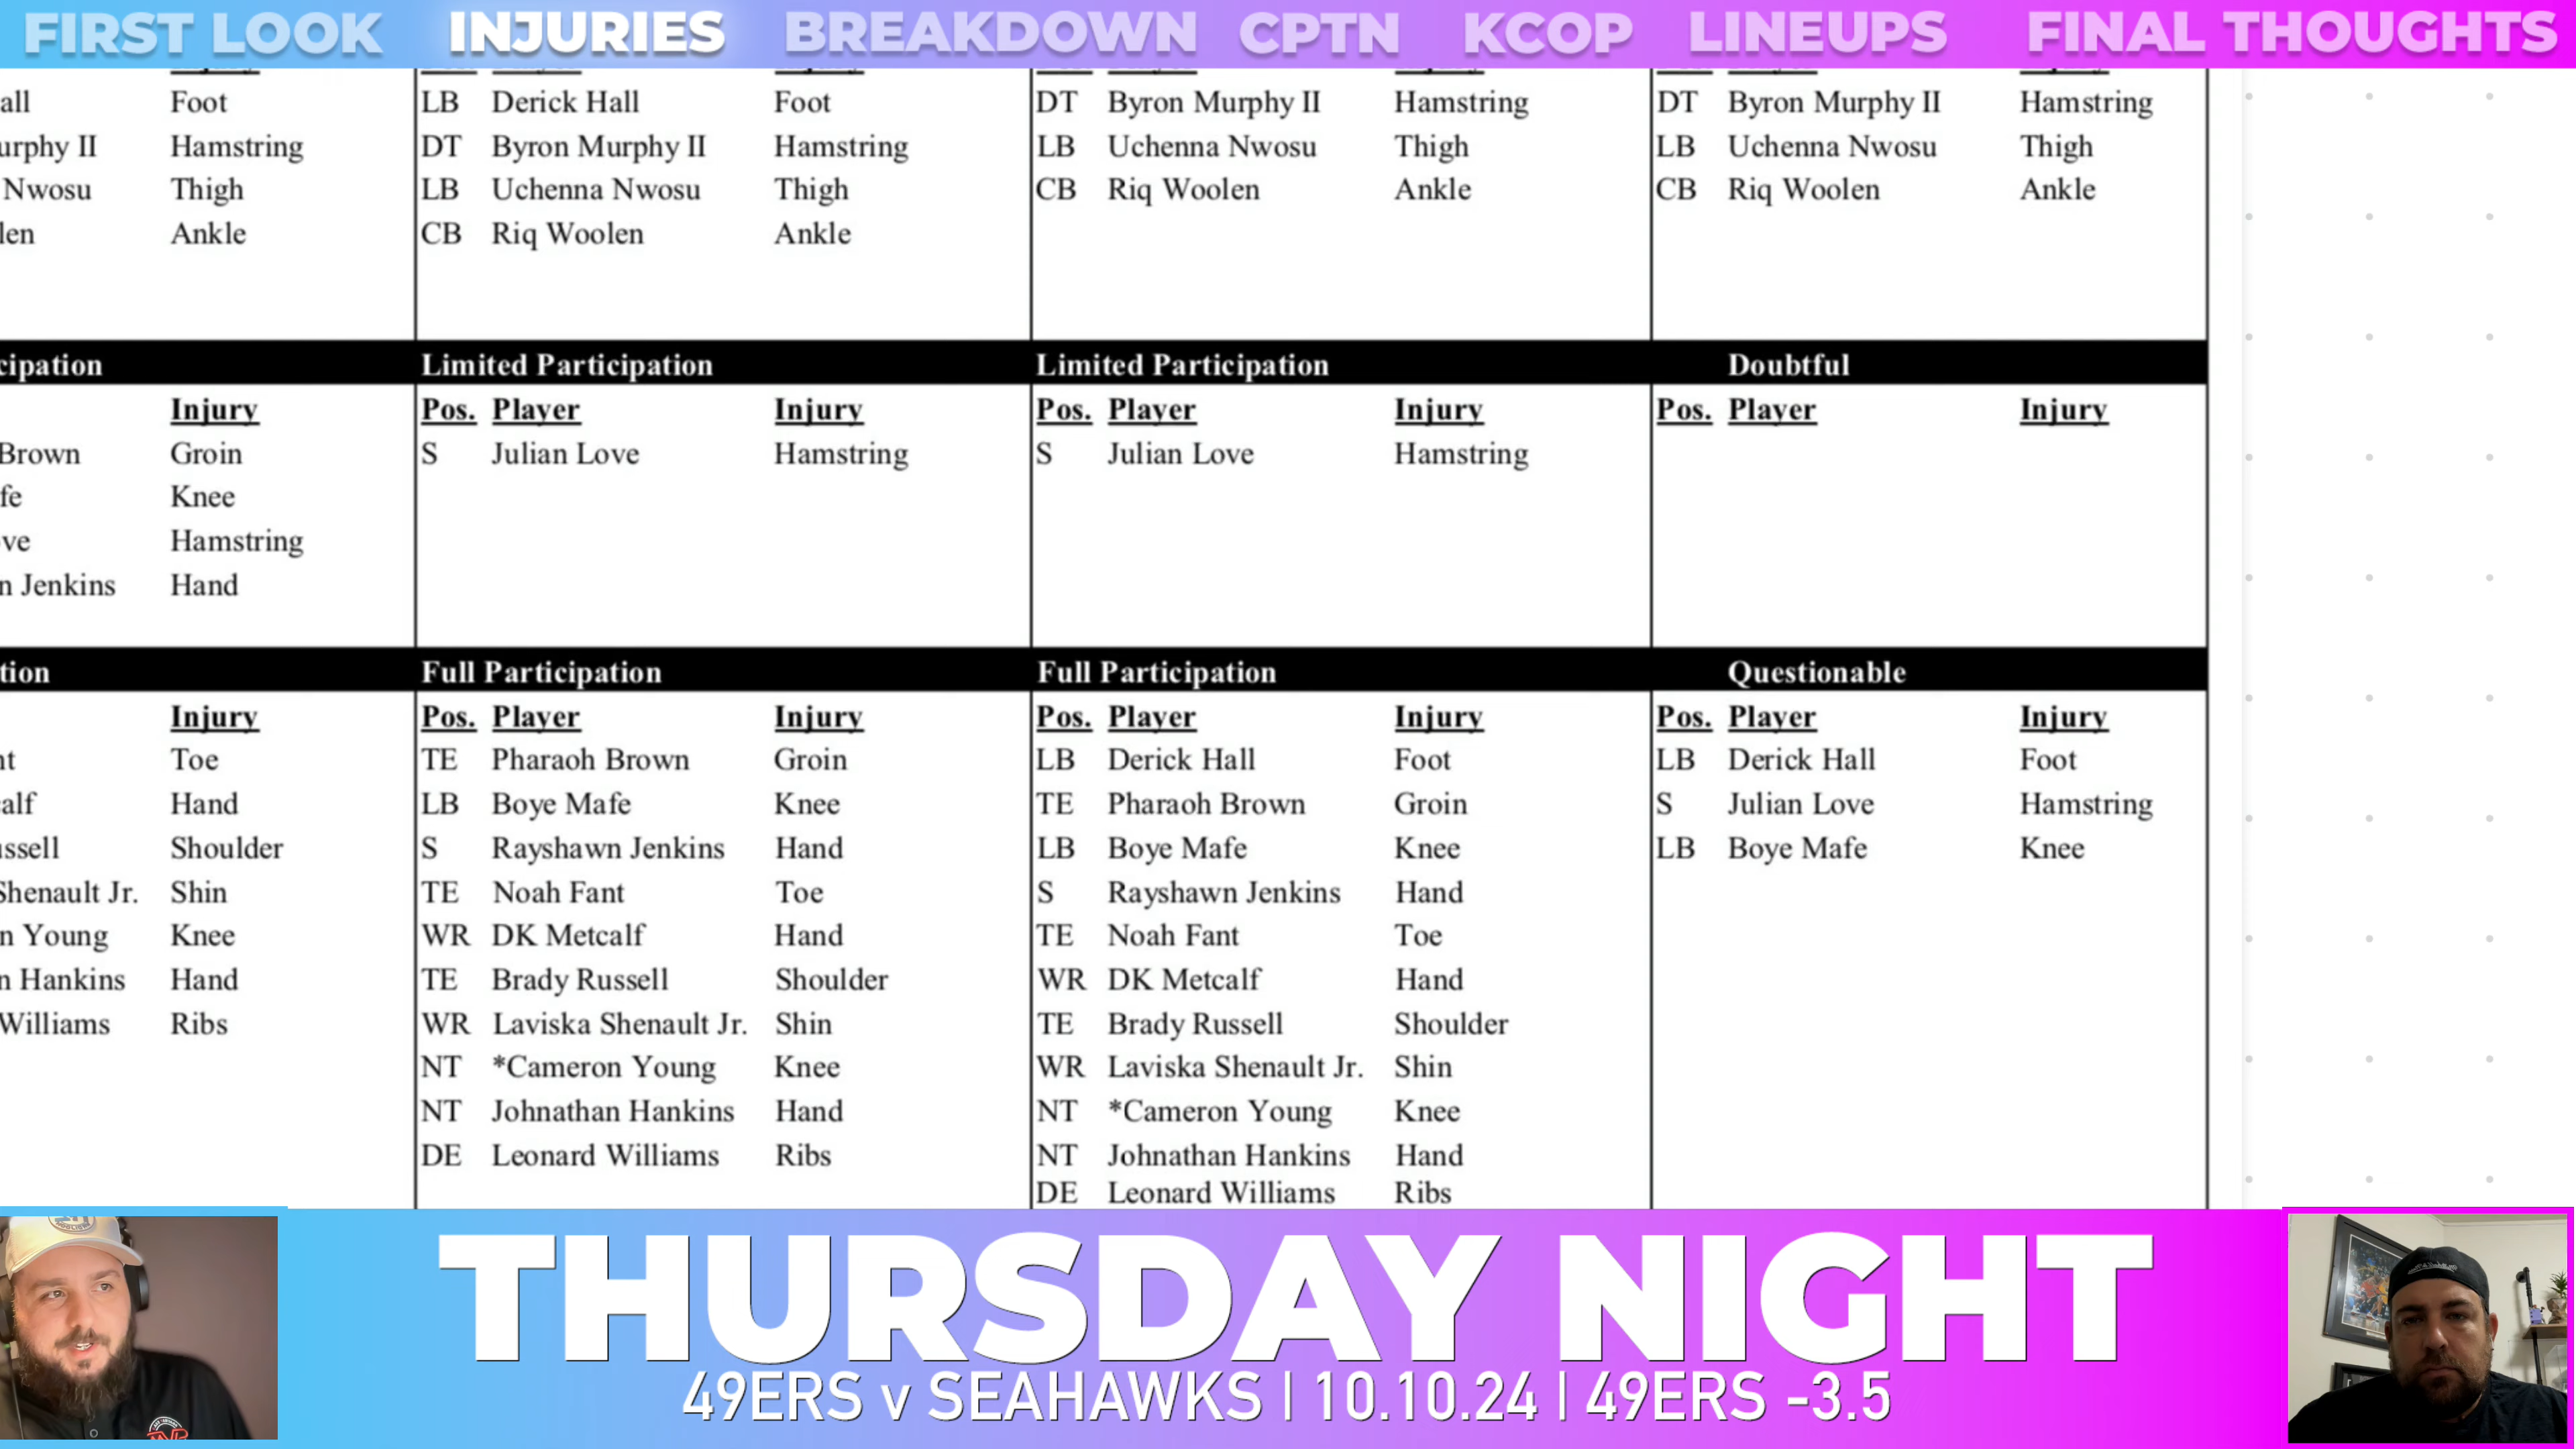 FIRST LOOK INJURIES BREAKDOWN CPTN KCOP LINEUPS FINAL THOUGHTS
all Foot LB Derick Hall Foot DT Byron Murphy II Hamstring DT Byron Murphy II Hamstring
urphy II Hamstring DT Byron Murphy II Hamstring LB Uchenna Nwosu Thigh LB Uchenna Nwosu Thigh
Nwosu Thigh LB Uchenna Nwosu Thigh CB Riq Woolen Ankle CB Riq Woolen Ankle
len Ankle CB Riq Woolen Ankle
cipation Limited Participation Limited Participation Doubtful
Injury Pos. Player Injury Pos. Player Injury Pos. Player Injury
Brown Groin S Julian Love Hamstring S Julian Love Hamstring
fe Knee
ve Hamstring
n Jenkins Hand
tion Full Participation Full Participation Questionable
Injury Pos. Player Injury Pos. Player Injury Pos. Player Injury
nt Toe TE Pharaoh Brown Groin LB Derick Hall Foot LB Derick Hall Foot
alf Hand LB Boye Mafe Knee TE Pharaoh Brown Groin S Julian Love Hamstring
ussell Shoulder S Rayshawn Jenkins Hand LB Boye Mafe Knee LB Boye Mafe Knee
Shenault Jr. Shin TE Noah Fant Toe S Rayshawn Jenkins Hand
n Young Knee WR DK Metcalf Hand TE Noah Fant Toe
n Hankins Hand TE Brady Russell Shoulder WR DK Metcalf Hand
Williams Ribs WR Laviska Shenault Jr. Shin TE Brady Russell Shoulder
NT *Cameron Young Knee WR Laviska Shenault Jr. Shin
NT Johnathan Hankins Hand NT *Cameron Young Knee
DE Leonard Williams Ribs NT Johnathan Hankins Hand
DE Leonard Williams Ribs
THURSDAY NIGHT
49ERS v SEAHAWKS | 10.10.24 | 49ERS -3.5